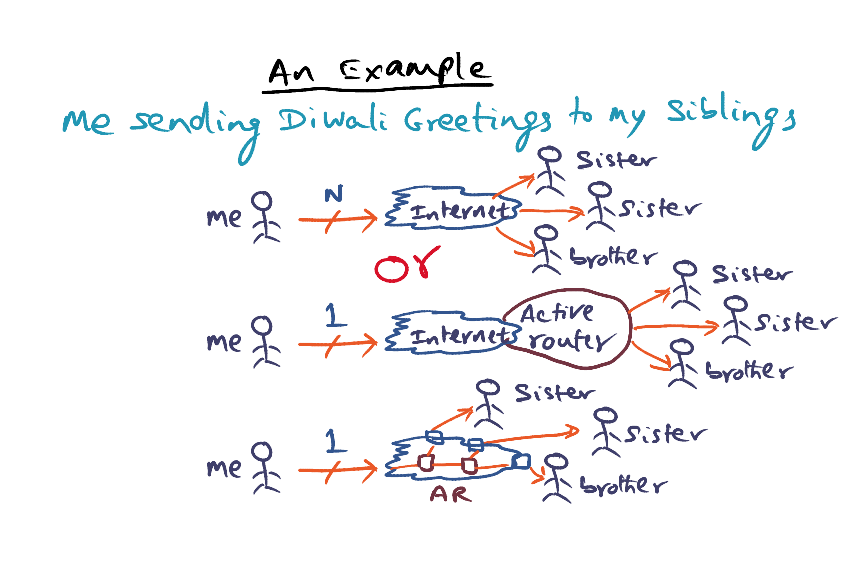 An Example
Me sending Diwali Greetings to my Siblings
Sister
N
me
Internet
Sister
brother
or
Sister
1
Active
me
Internet
router
Sister
brother
Sister
1
Sister
me
brother
AR